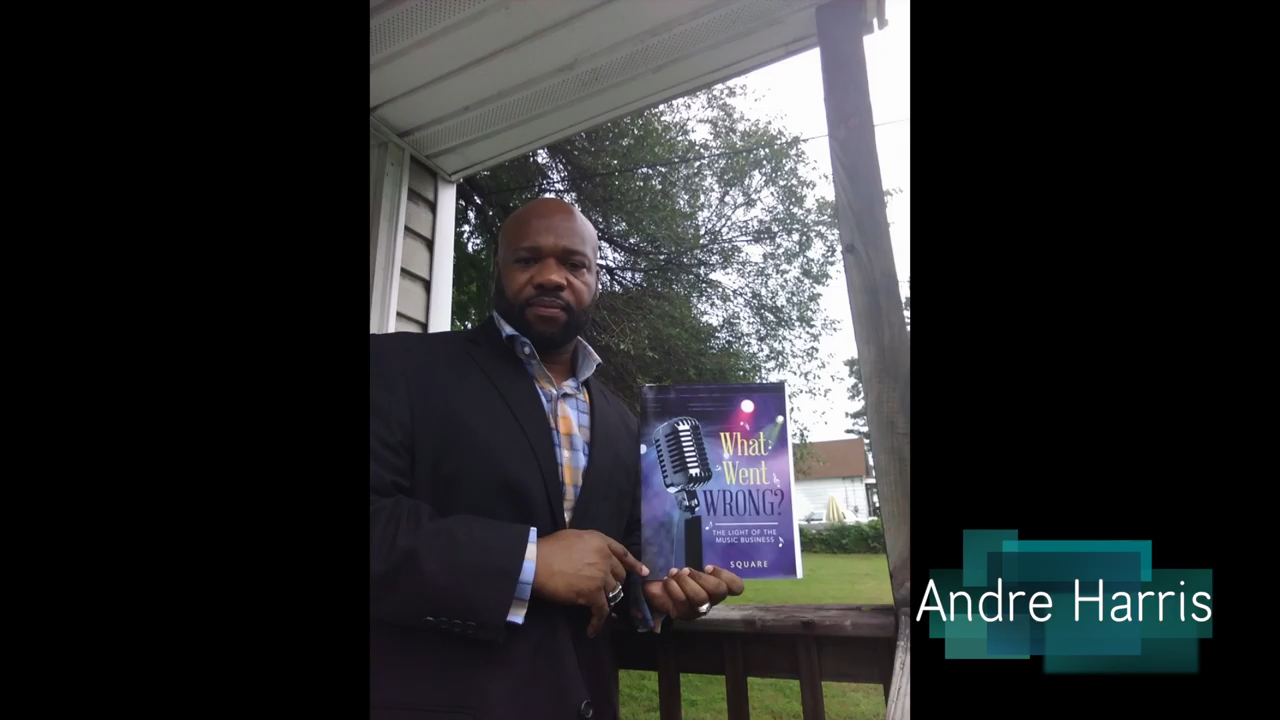 What
Went
WRONG?
THE LIGHT OF THE
MUSIC BUSINESS
SQUARE
Andre Harris